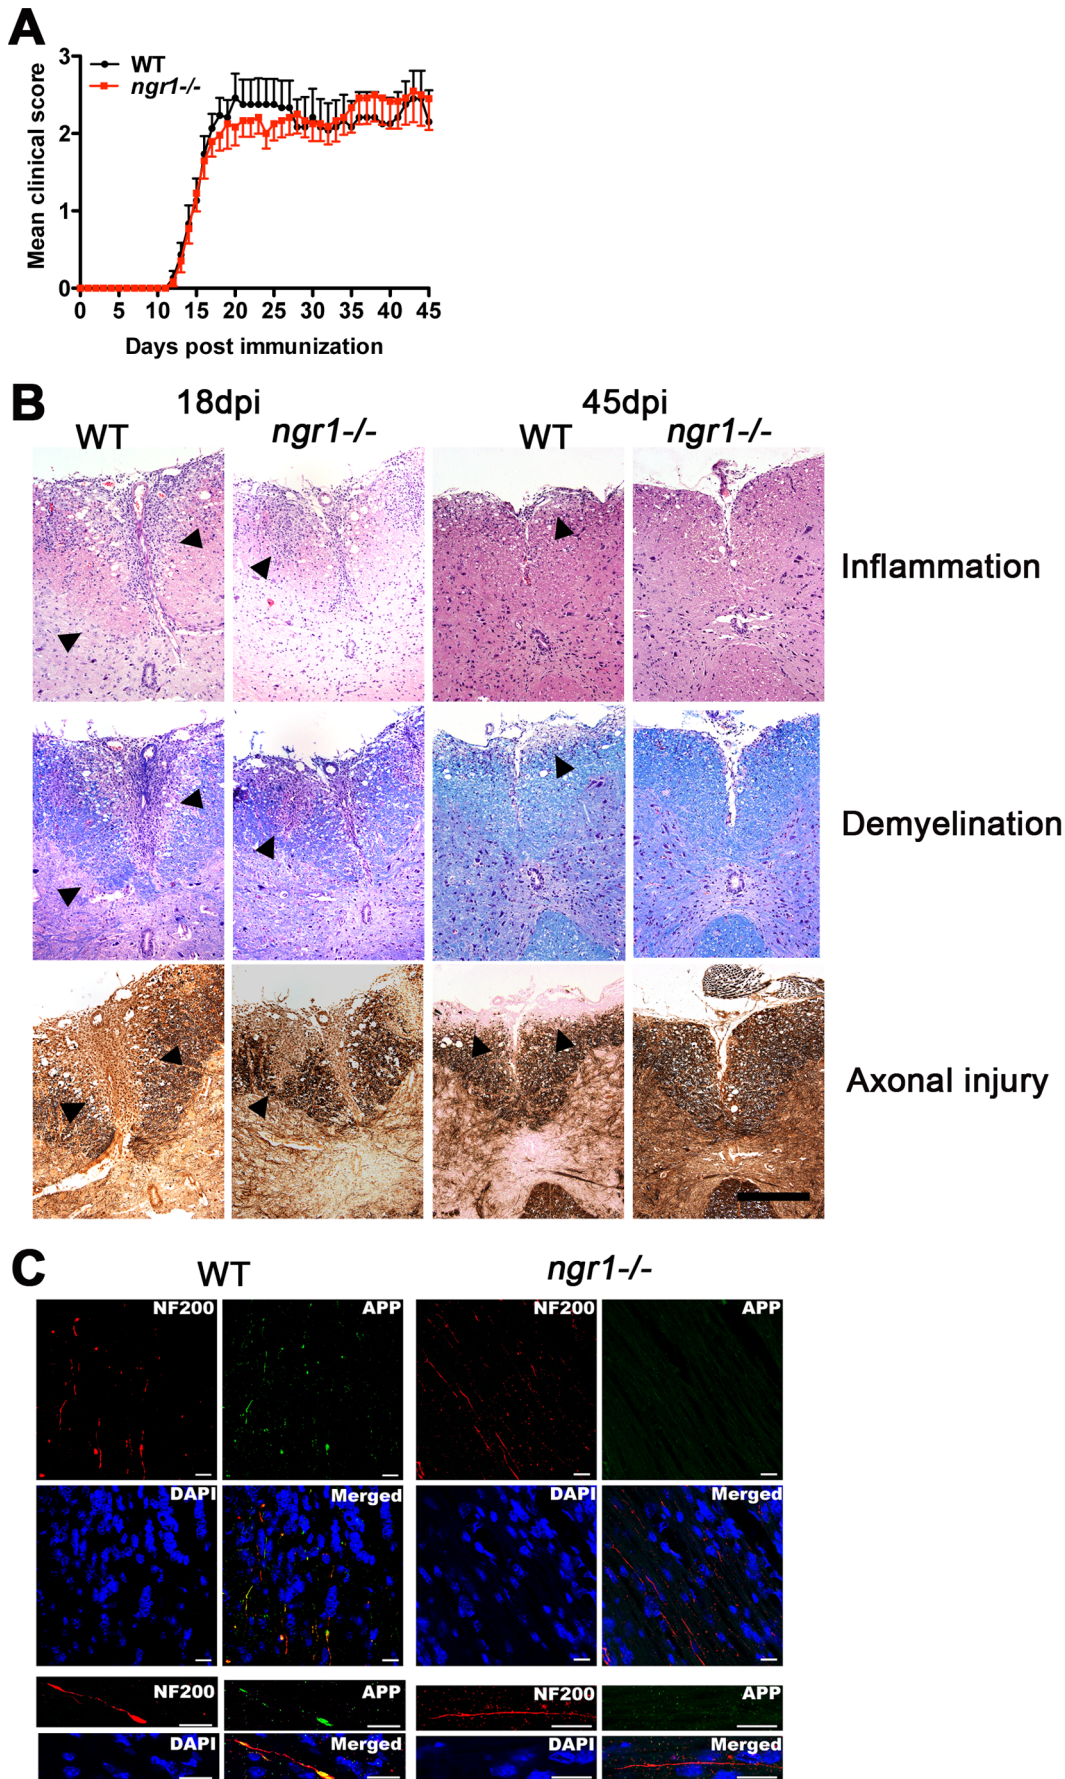 A
3
2
1
0
Mean clinical score
WT
ngr1-/-
0 5 10 15 20 25 30 35 40 45
Days post immunization
B
18dpi 45dpi
WT ngr1-/- WT ngr1-/-
Inflammation
Demyelination
Axonal injury
C
WT ngr1-/-
NF200 APP NF200 APP
DAPI Merged DAPI Merged
NF200 APP NF200 APP
DAPI Merged DAPI Merged